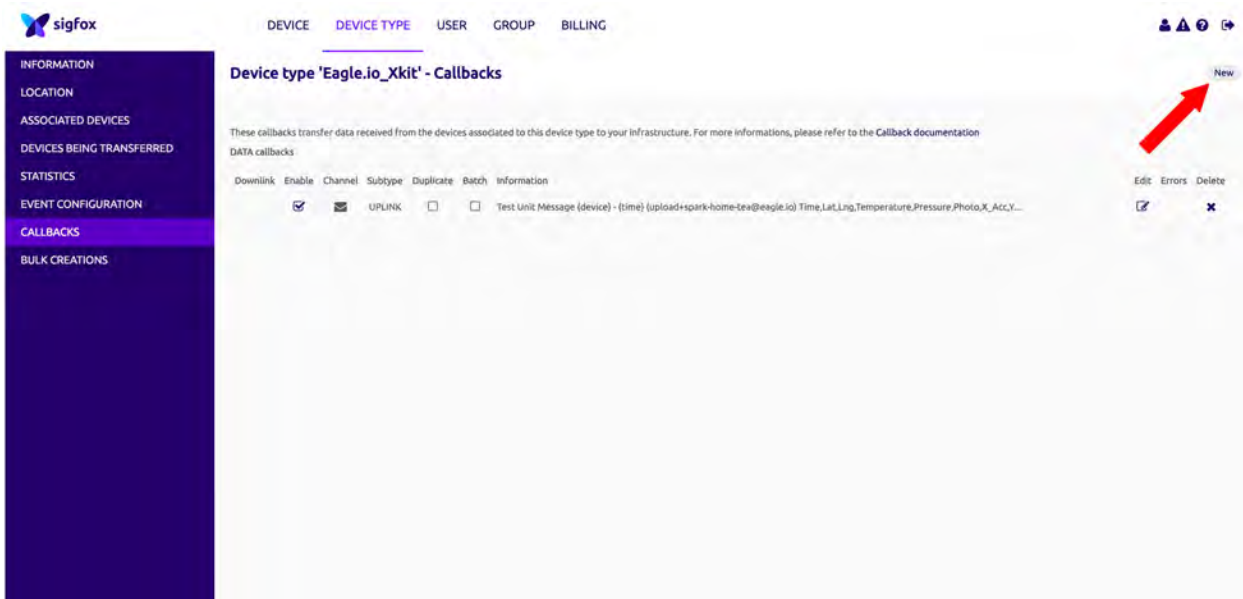 sigfox
DEVICE DEVICE TYPE USER GROUP BILLING
INFORMATION
LOCATION
ASSOCIATED DEVICES
DEVICES BEING TRANSFERRED
STATISTICS
EVENT CONFIGURATION
CALLBACKS
BULK CREATIONS
Device type 'Eagle.io_Xkit' - Callbacks
New
These callbacks transfer data received from the devices associated to this device type to your infrastructure. For more informations, please refer to the Callback documentation
DATA callbacks
Downlink Enable Channel Subtype Duplicate Batch Information Edit Errors Delete
UPLINK Test Unit Message {device} - {time} (upload+spark-home-tea@eagle.io) Time,Lat,Lng,Temperature,Pressure,Photo,X_Acc,Y...